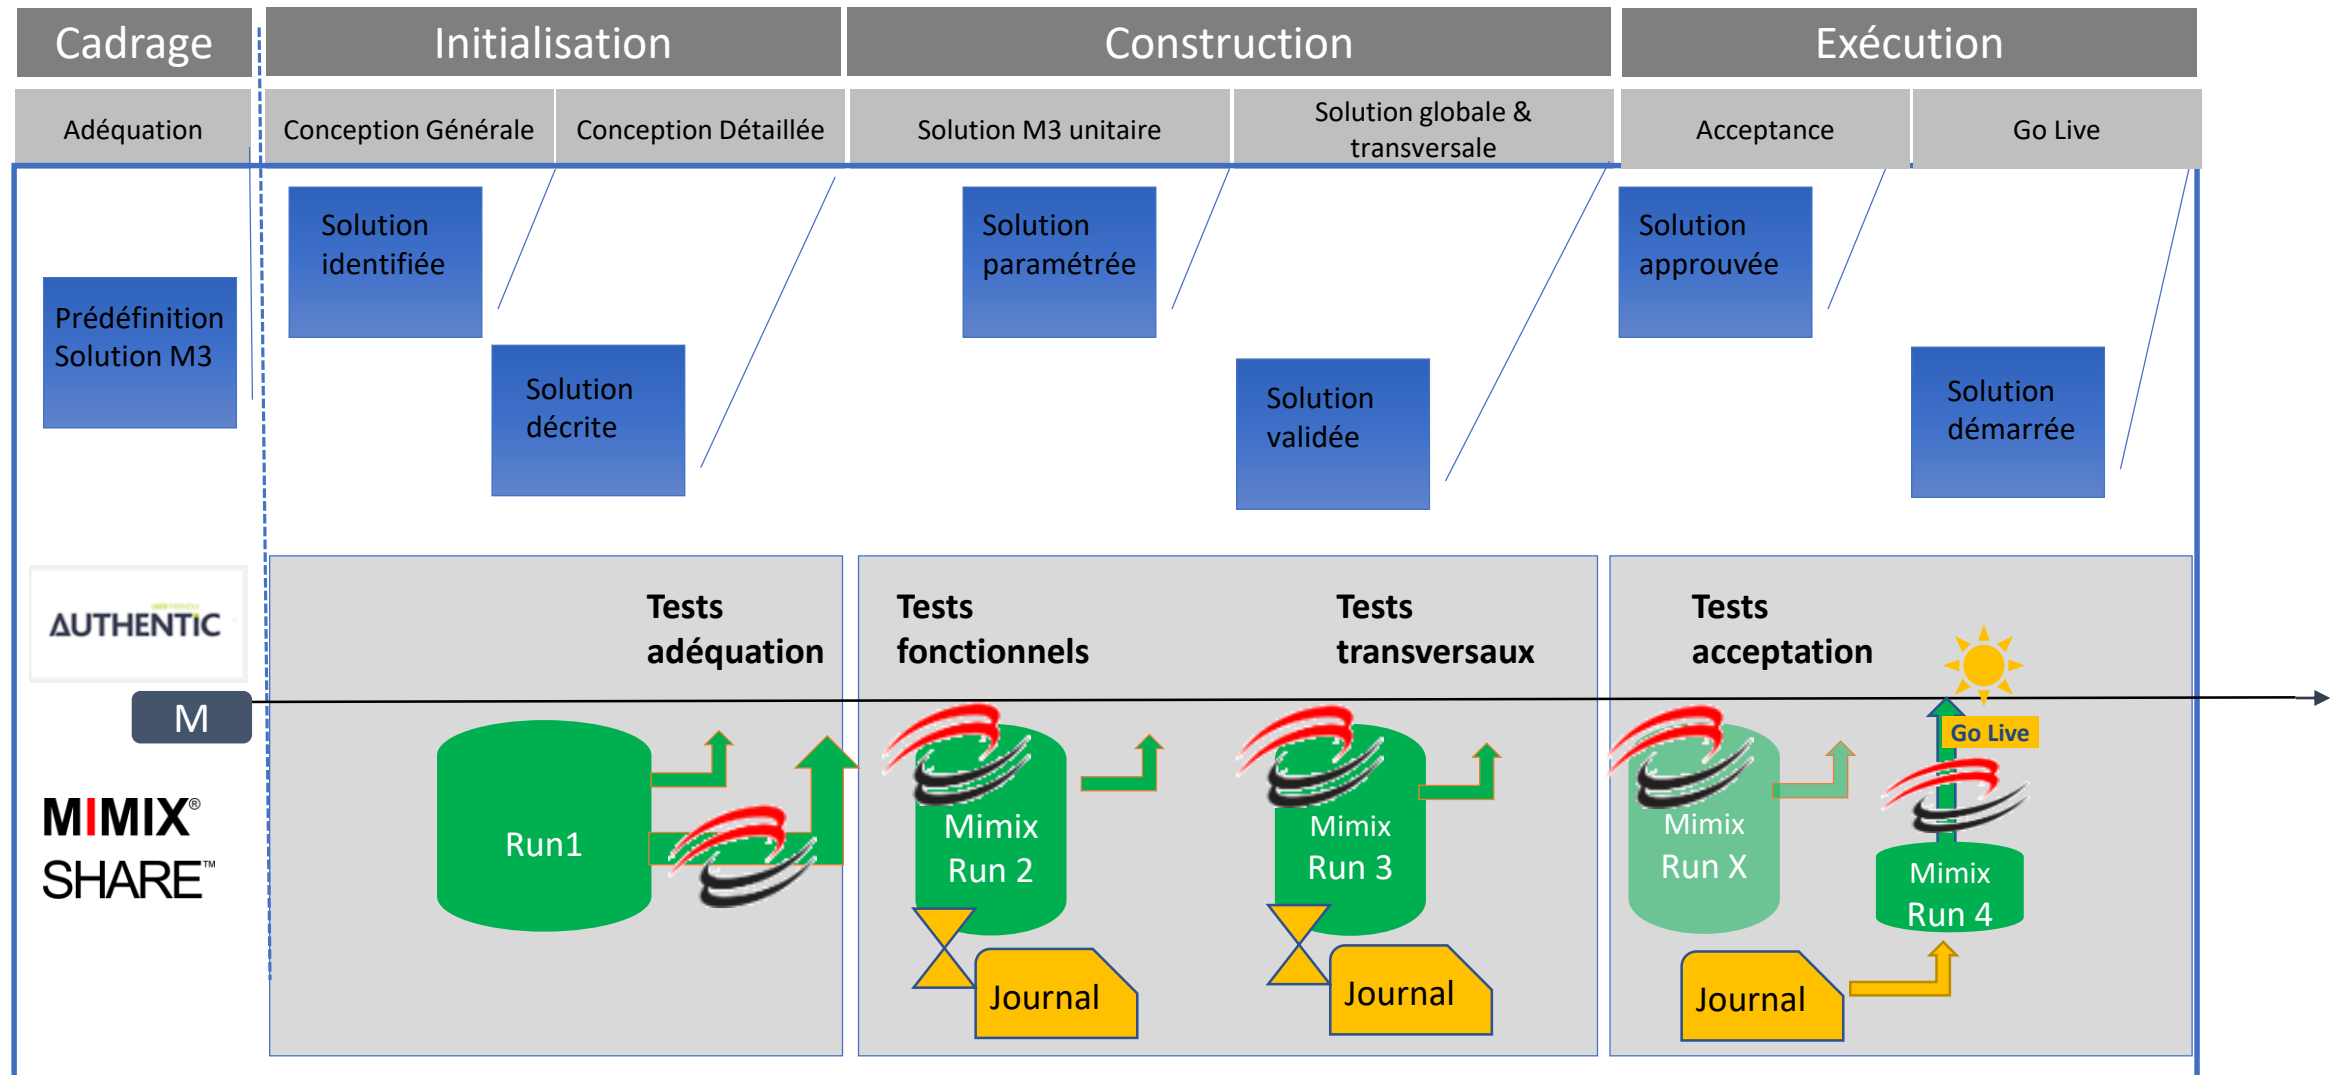 Cadrage
Initialisation
Construction
Exécution
Adéquation
Conception Générale
Conception Détaillée
Solution M3 unitaire
Solution globale &
transversale
Acceptance
Go Live
Prédéfinition
Solution M3
Solution
identifiée
Solution
décrite
Solution
paramétrée
Solution
validée
Solution
approuvée
Solution
démarrée
USER FRIENDLY
AUTHENTIC
Tests
adéquation
Tests
fonctionnels
Tests
transversaux
Tests
acceptation
M
Go Live
MIMIX®
SHARE™
Run1
Mimix
Run 2
Mimix
Run 3
Mimix
Run X
Mimix
Run 4
Journal
Journal
Journal